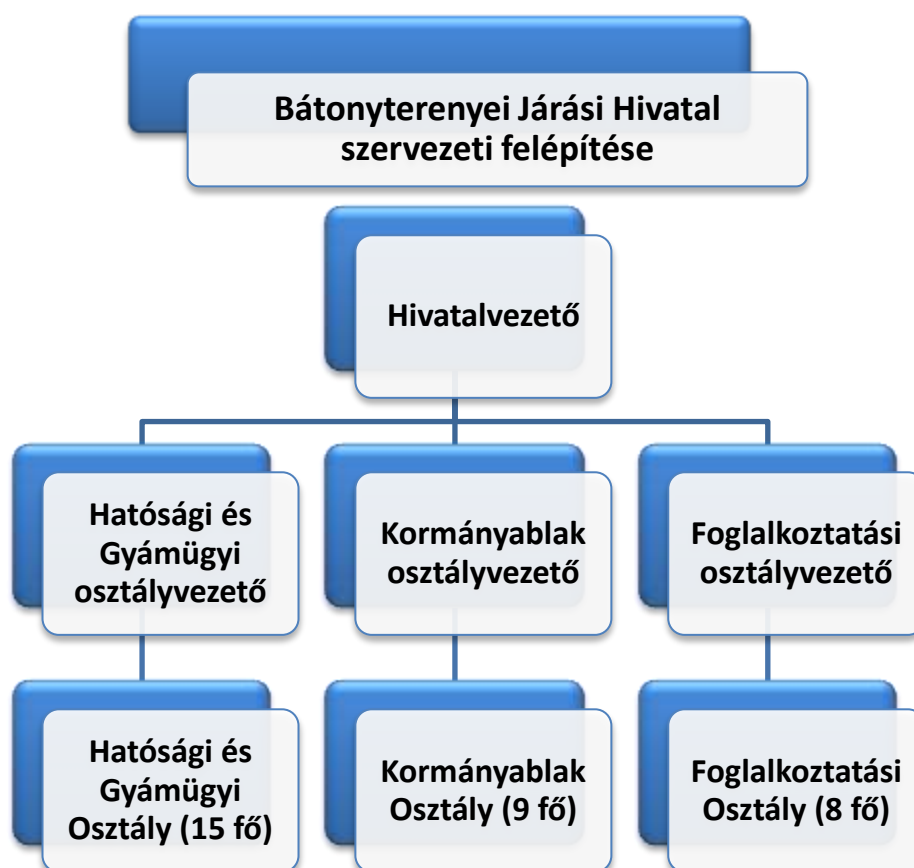 Bátonyterenyei Járási Hivatal
szervezeti felépítése
Hivatalvezető
Hatósági és
Gyámügyi
osztályvezető
Kormányablak
osztályvezető
Foglalkoztatási
osztályvezető
Hatósági és
Gyámügyi
Osztály (15 fő)
Kormányablak
Osztály (9 fő)
Foglalkoztatási
Osztály (8 fő)